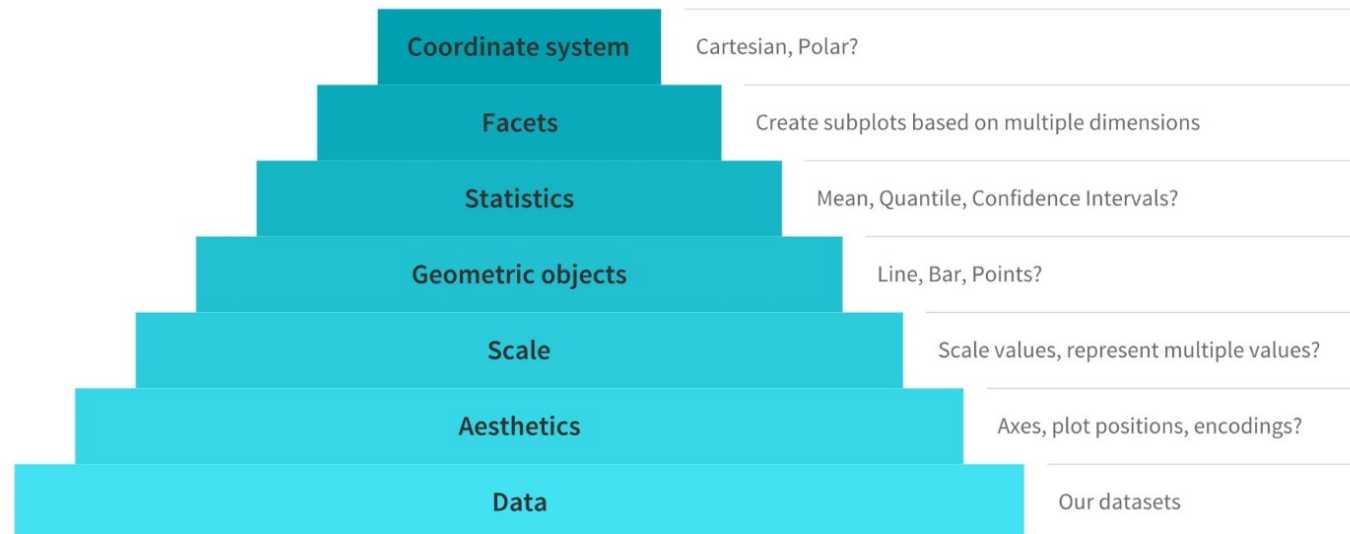 Coordinate system
Cartesian, Polar?
Facets
Create subplots based on multiple dimensions
Statistics
Mean, Quantile, Confidence Intervals?
Geometric objects
Line, Bar, Points?
Scale
Scale values, represent multiple values?
Aesthetics
Axes, plot positions, encodings?
Data
Our datasets